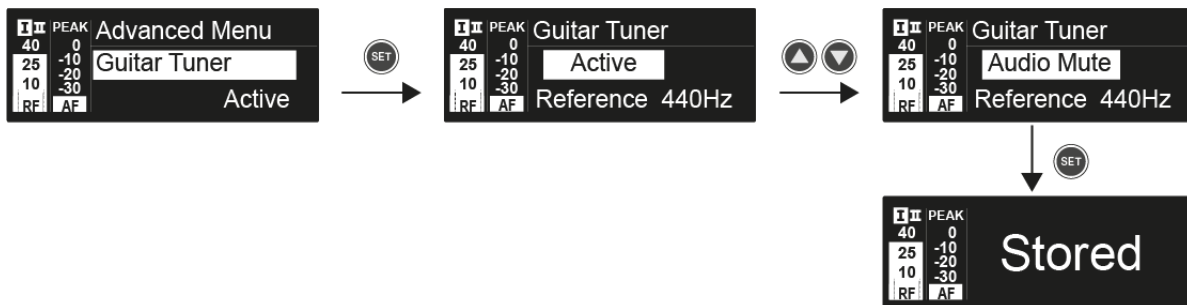 I II PEAK Advanced Menu
40 0
25 -10 Guitar Tuner
-20
10 -30
RF AF Active
SET
I II PEAK Guitar Tuner
40 0
25 -10 Active
-20
10 -30
RF AF Reference 440Hz
I II PEAK Guitar Tuner
40 0
25 -10 Audio Mute
-20
10 -30
RF AF Reference 440Hz
SET
I II PEAK
40 0
25 -10 Stored
-20
10 -30
RF AF